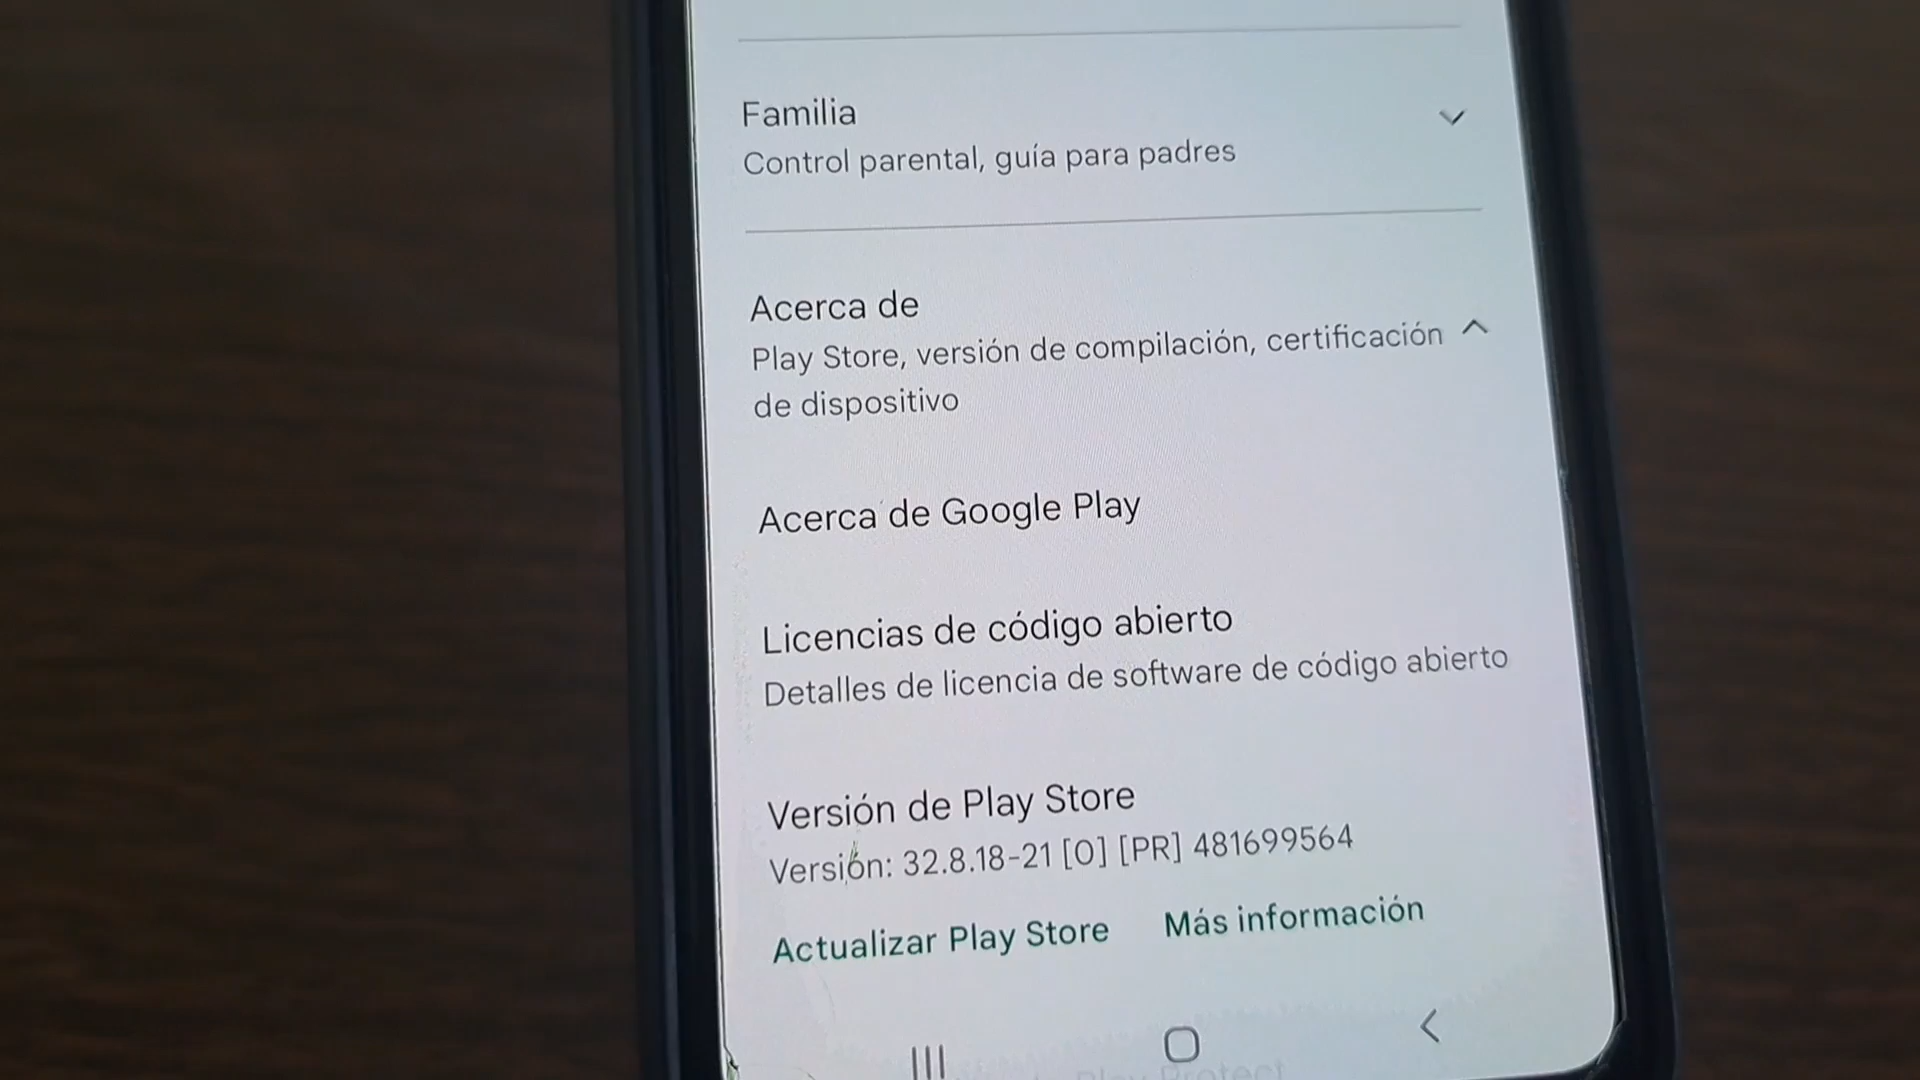 Familia
Control parental, guía para padres
Acerca de
Play Store, versión de compilación, certificación
de dispositivo
Acerca de Google Play
Licencias de código abierto
Detalles de licencia de software de código abierto
Versión de Play Store
Versión: 32.8.18-21 [0] [PR] 481699564
Actualizar Play Store Más información
Play Protect